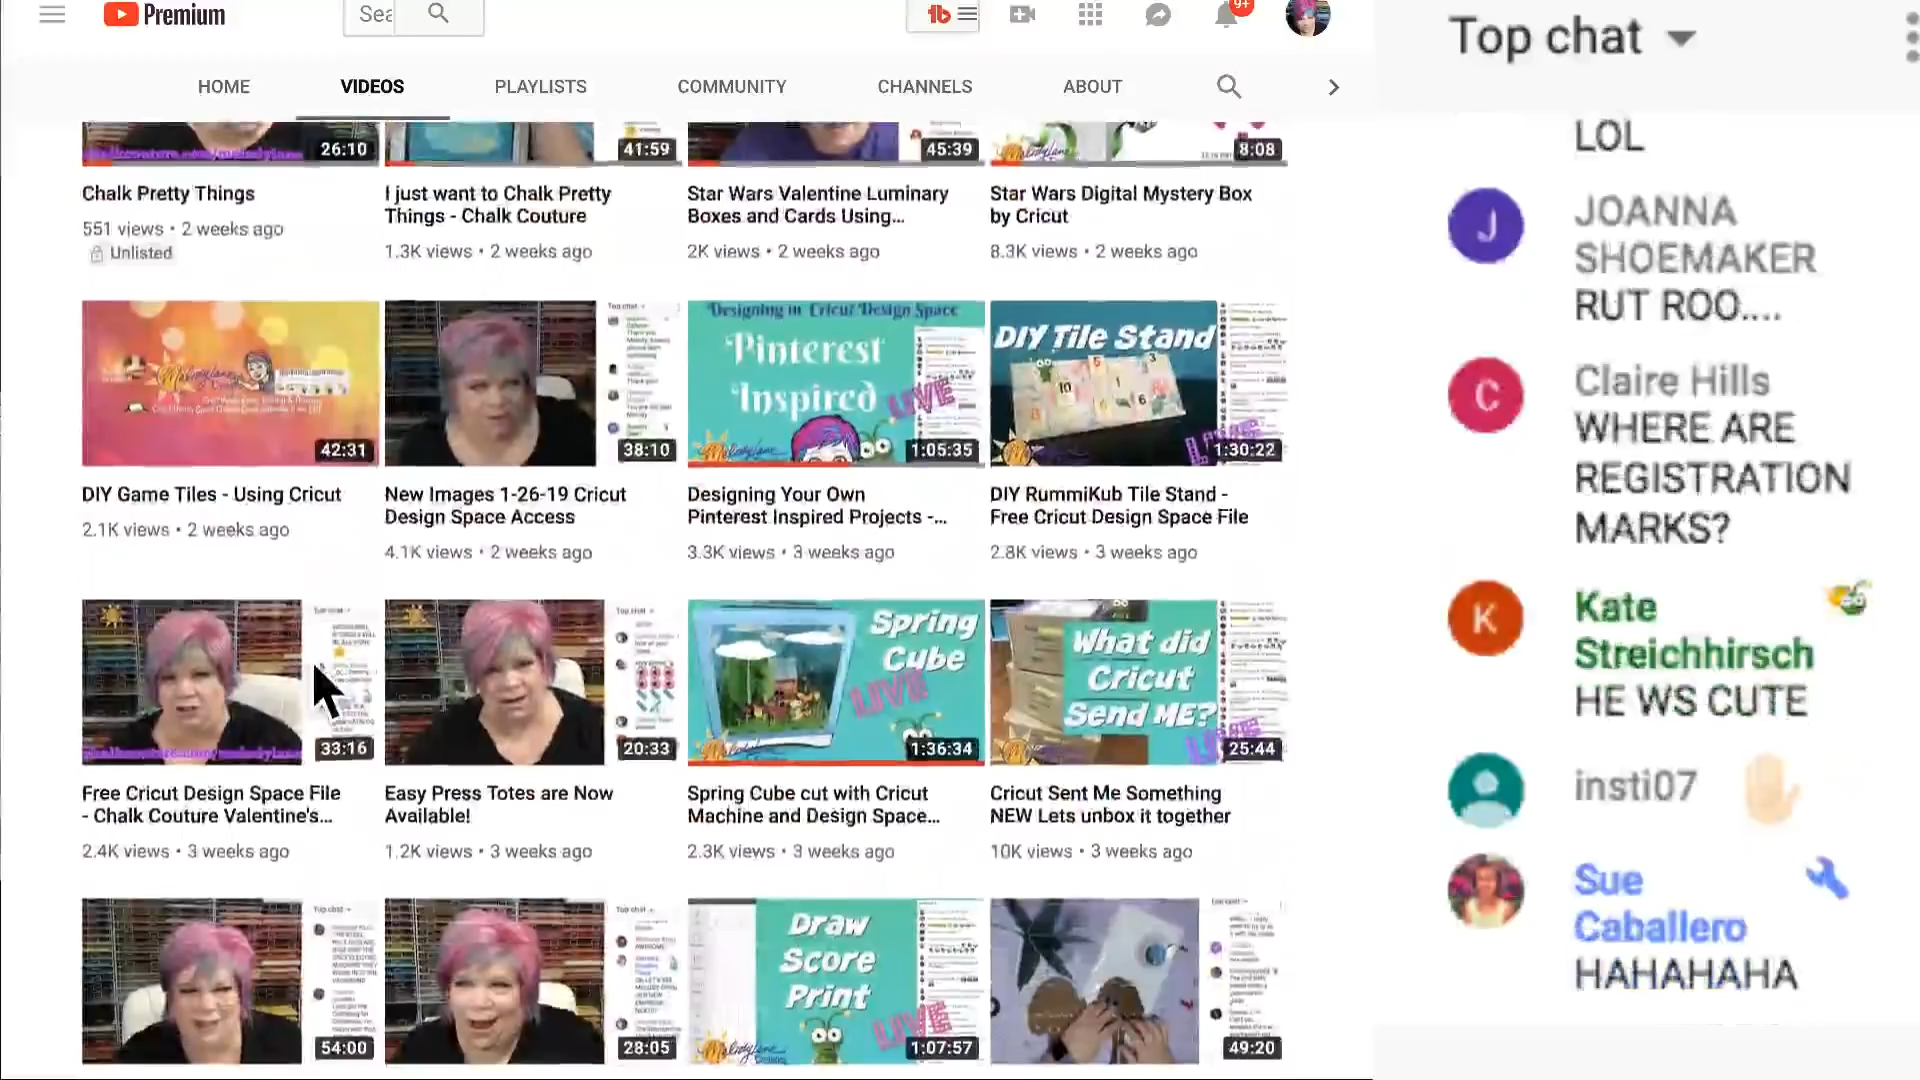 Premium
Sea
9+
HOME VIDEOS PLAYLISTS COMMUNITY CHANNELS ABOUT
26:10
41:59
45:39
8:08
Chalk Pretty Things
551 views • 2 weeks ago
Unlisted
I just want to Chalk Pretty
Things - Chalk Couture
1.3K views • 2 weeks ago
Star Wars Valentine Luminary
Boxes and Cards Using...
2K views • 2 weeks ago
Star Wars Digital Mystery Box
by Cricut
8.3K views • 2 weeks ago
42:31
Top chat
38:10
Designing in Cricut Design Space
Pinterest
Inspired
LIVE
1:05:35
DIY Tile Stand
1:30:22
DIY Game Tiles - Using Cricut
2.1K views • 2 weeks ago
New Images 1-26-19 Cricut
Design Space Access
4.1K views • 2 weeks ago
Designing Your Own
Pinterest Inspired Projects -...
3.3K views • 3 weeks ago
DIY RummiKub Tile Stand -
Free Cricut Design Space File
2.8K views • 3 weeks ago
Top chat
33:16
Top chat
20:33
Spring
Cube
LIVE
1:36:34
What did
Cricut
Send ME?
25:44
Free Cricut Design Space File
- Chalk Couture Valentine's...
2.4K views • 3 weeks ago
Easy Press Totes are Now
Available!
1.2K views • 3 weeks ago
Spring Cube cut with Cricut
Machine and Design Space...
2.3K views • 3 weeks ago
Cricut Sent Me Something
NEW Lets unbox it together
10K views • 3 weeks ago
Top chat
54:00
Top chat
28:05
Draw
Score
Print
LIVE
1:07:57
49:20
Top chat
LOL
J
JOANNA
SHOEMAKER
RUT ROO....
C
Claire Hills
WHERE ARE
REGISTRATION
MARKS?
K
Kate
Streichhirsch
HE WS CUTE
insti07
Sue
Caballero
HAHAHAHA